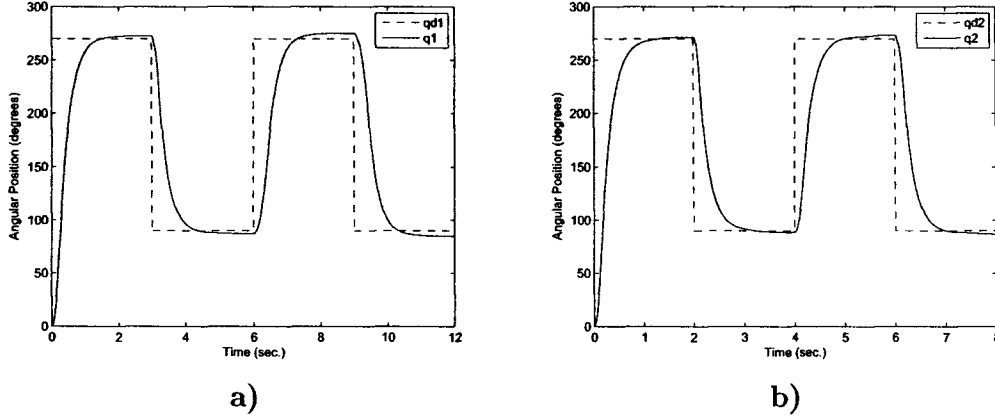 300
250
200
150
100
50
0
Angular Position (degrees)
0 2 4 6 8 10 12
Time (sec.)
qd1
q1
a)
300
250
200
150
100
50
0
Angular Position (degrees)
0 1 2 3 4 5 6 7 8
Time (sec.)
qd2
q2
b)